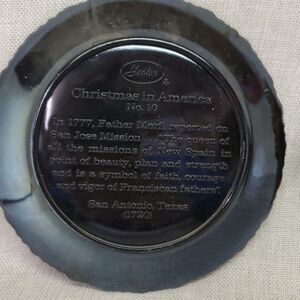 Fenton
®
Christmas in America
No. 10
"In 1777, Father Morfi reported on
San Jose Mission "The queen of
all the missions of New Spain in
point of beauty, plan and strength
and is a symbol of faith, courage
and vigor of Franciscan fathers".
San Antonio, Texas
(1720)